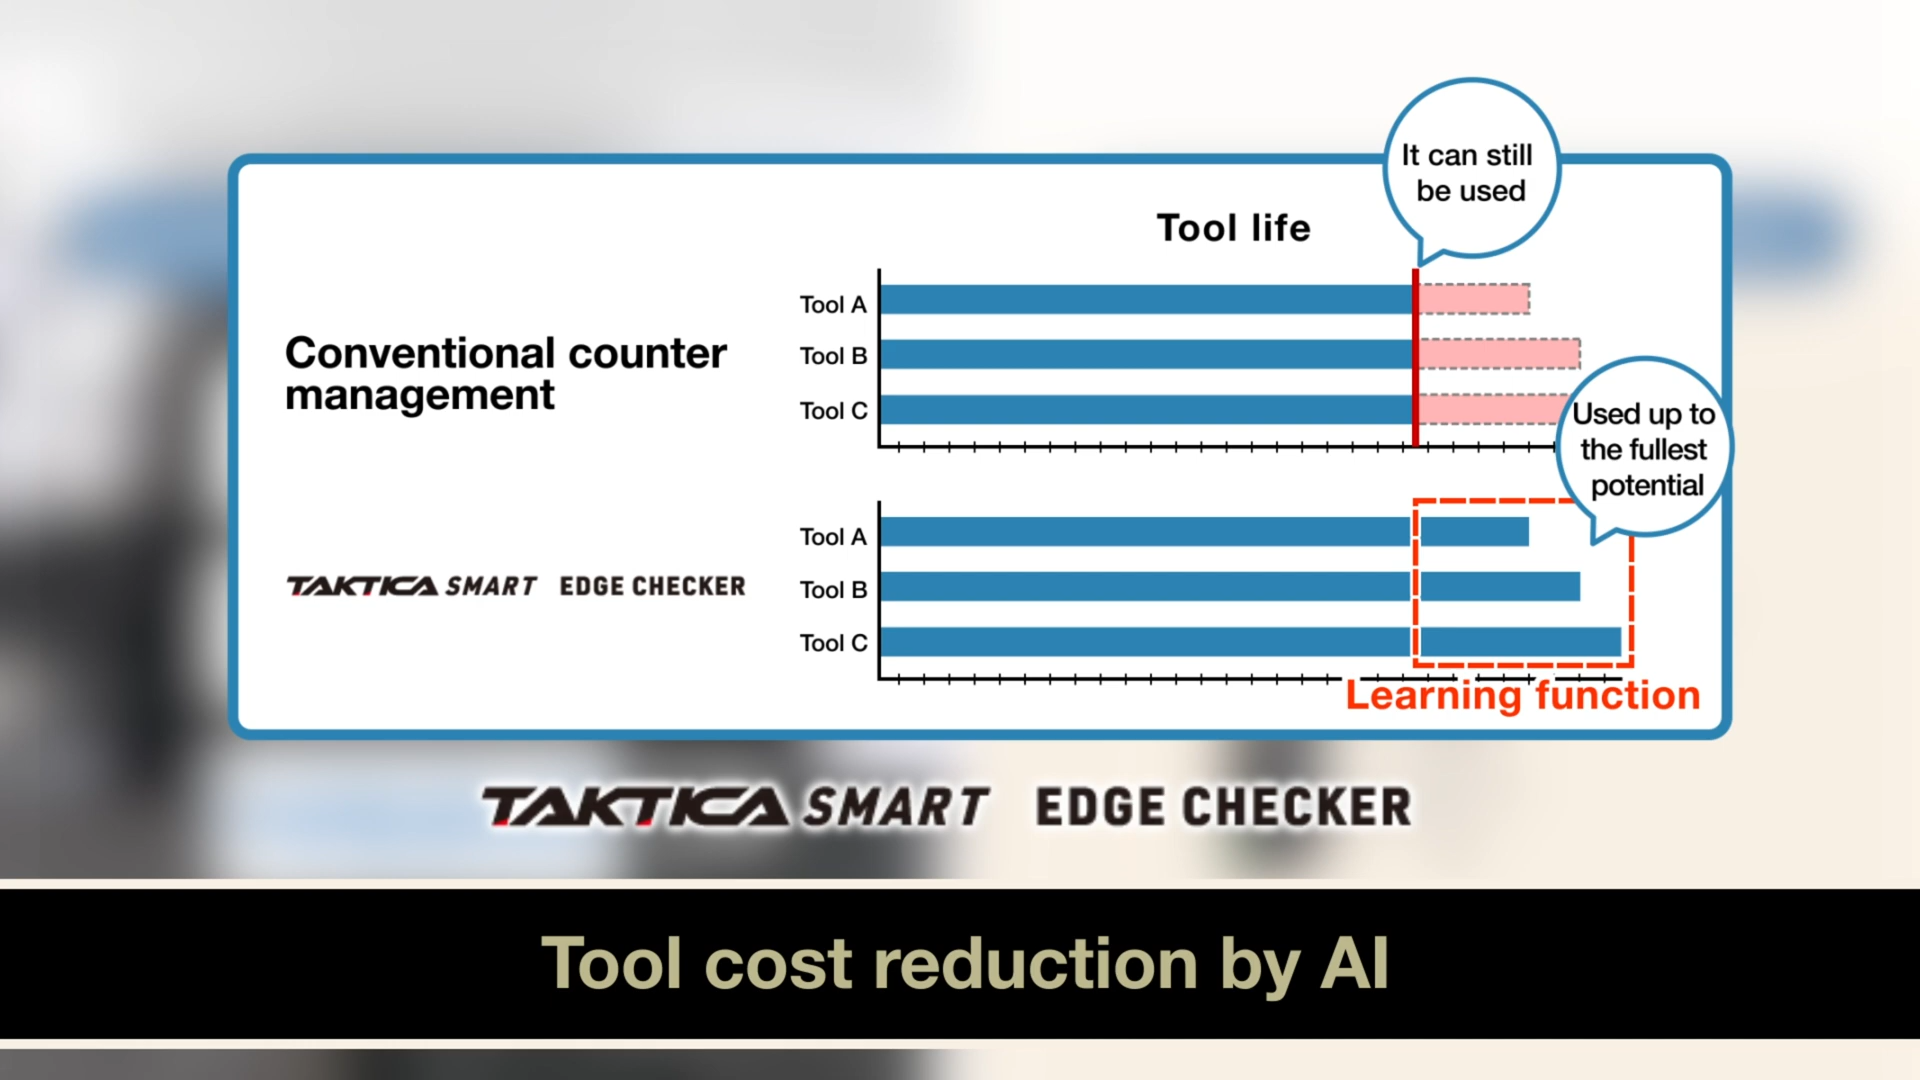 It can still
be used
Tool life
Conventional counter
management
Tool A
Tool B
Tool C
Used up to
the fullest
potential
TAKTICA SMART EDGE CHECKER
Tool A
Tool B
Tool C
Learning function
TAKTICA SMART EDGE CHECKER
Tool cost reduction by AI